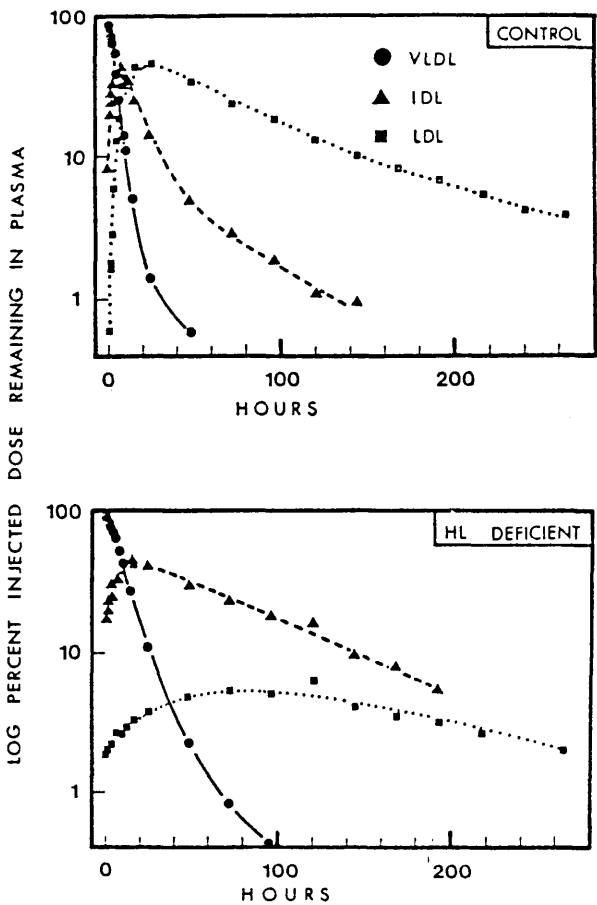 LOG PERCENT INJECTED DOSE REMAINING IN PLASMA
100
10
1
CONTROL
VLDL
IDL
LDL
0
100
200
HOURS
100
10
1
HL DEFICIENT
0
100
200
HOURS